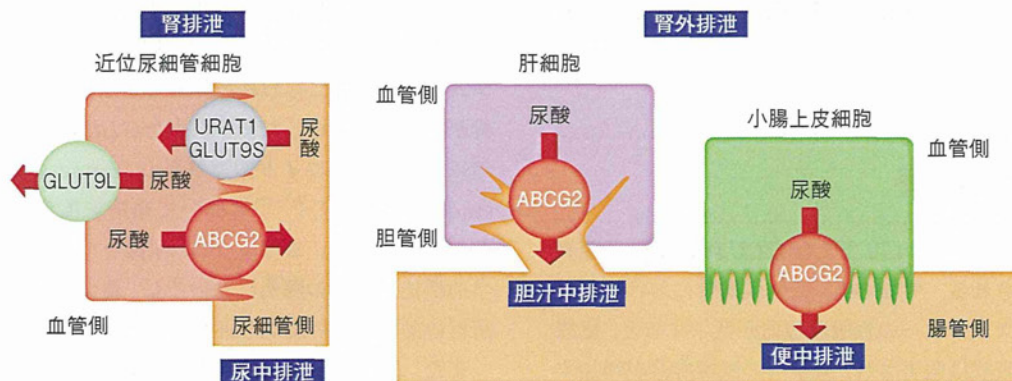 腎排泄
近位尿細管細胞
URAT1
GLUT9S
尿酸
GLUT9L
尿酸
尿酸
ABCG2
血管側
尿細管側
尿中排泄
腎外排泄
肝細胞
血管側
尿酸
ABCG2
胆管側
胆汁中排泄
小腸上皮細胞
血管側
尿酸
ABCG2
腸管側
便中排泄